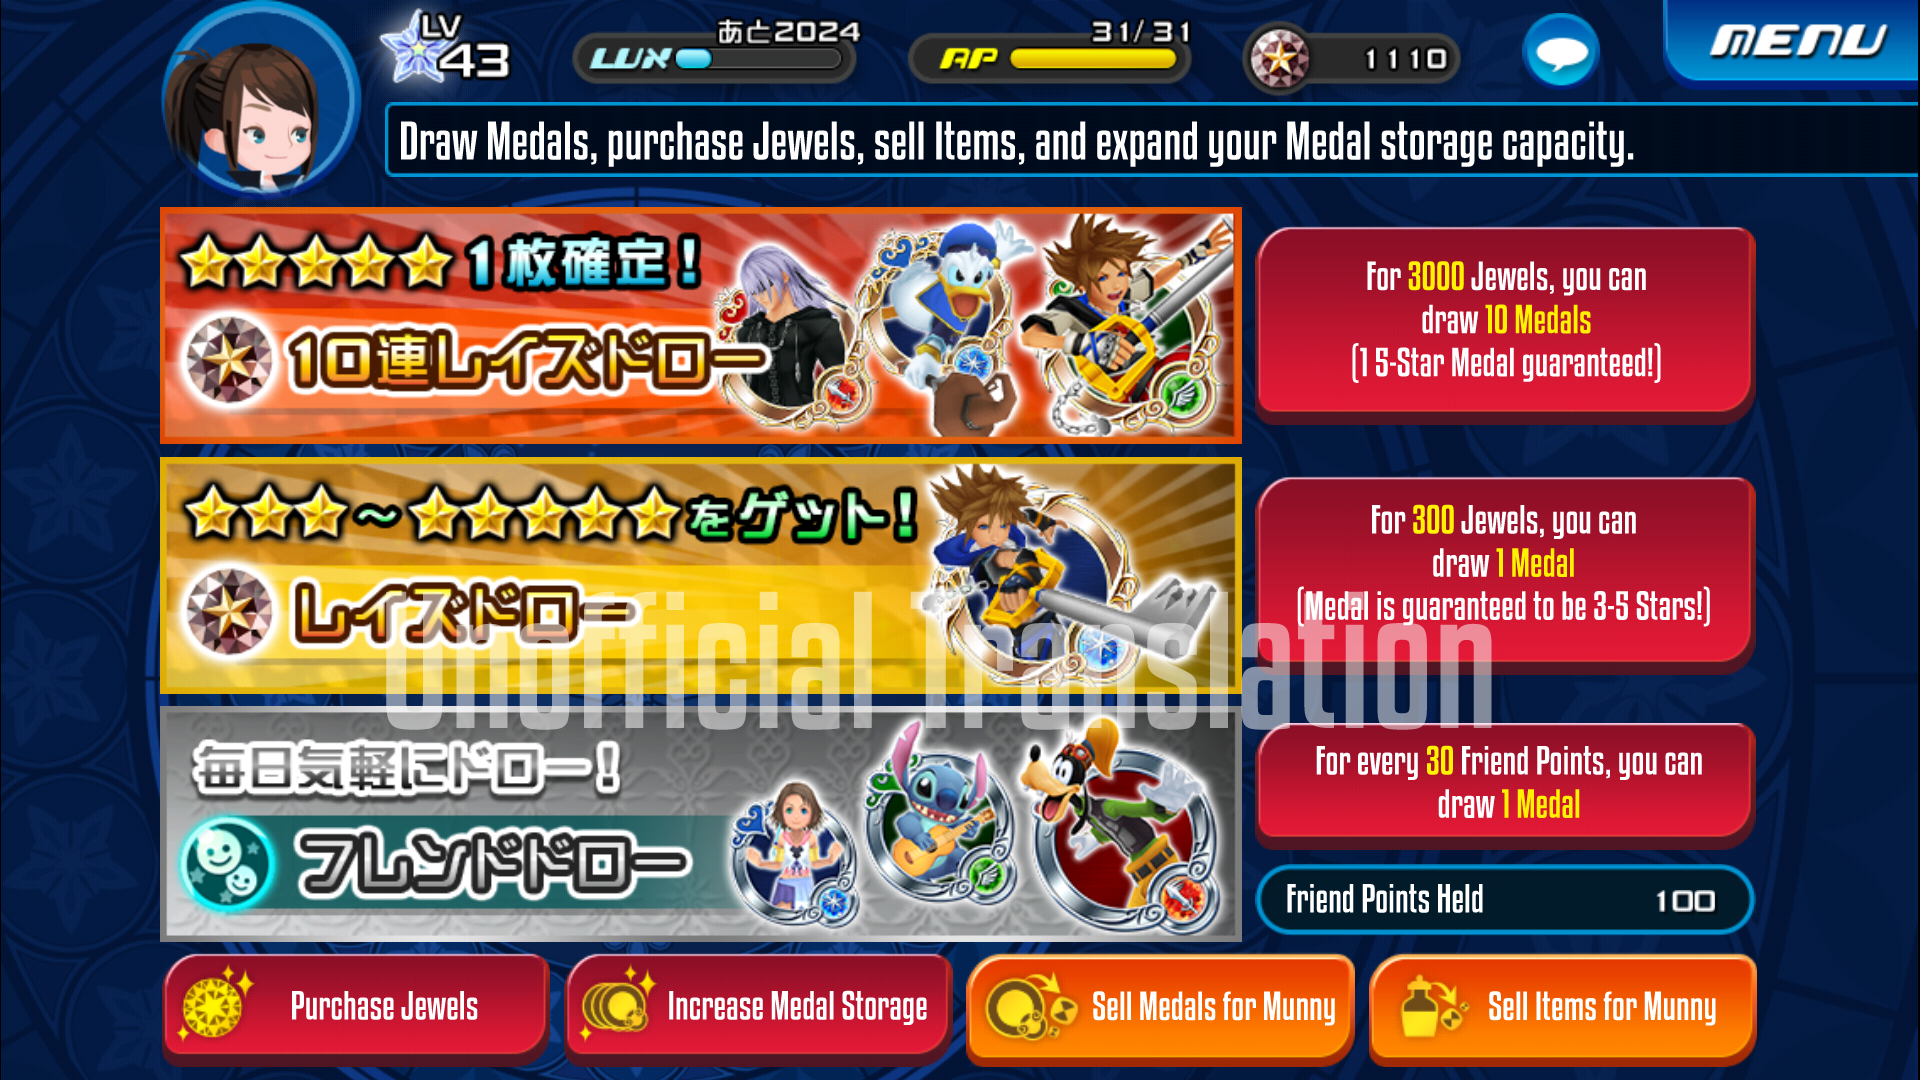 LV
43
LUX
あと2024
AP
31/31
1110
MENU
Draw Medals, purchase Jewels, sell Items, and expand your Medal storage capacity.
★★★★★1枚確定!
10連レイズドロー
For 3000 Jewels, you can
draw 10 Medals
(1 5-Star Medal guaranteed!)
★★★~★★★★★をゲット!
レイズドロー
For 300 Jewels, you can
draw 1 Medal
(Medal is guaranteed to be 3-5 Stars!)
Unofficial Translation
毎日気軽にドロー!
フレンドドロー
For every 30 Friend Points, you can
draw 1 Medal
Friend Points Held 100
Purchase Jewels
Increase Medal Storage
Sell Medals for Munny
Sell Items for Munny